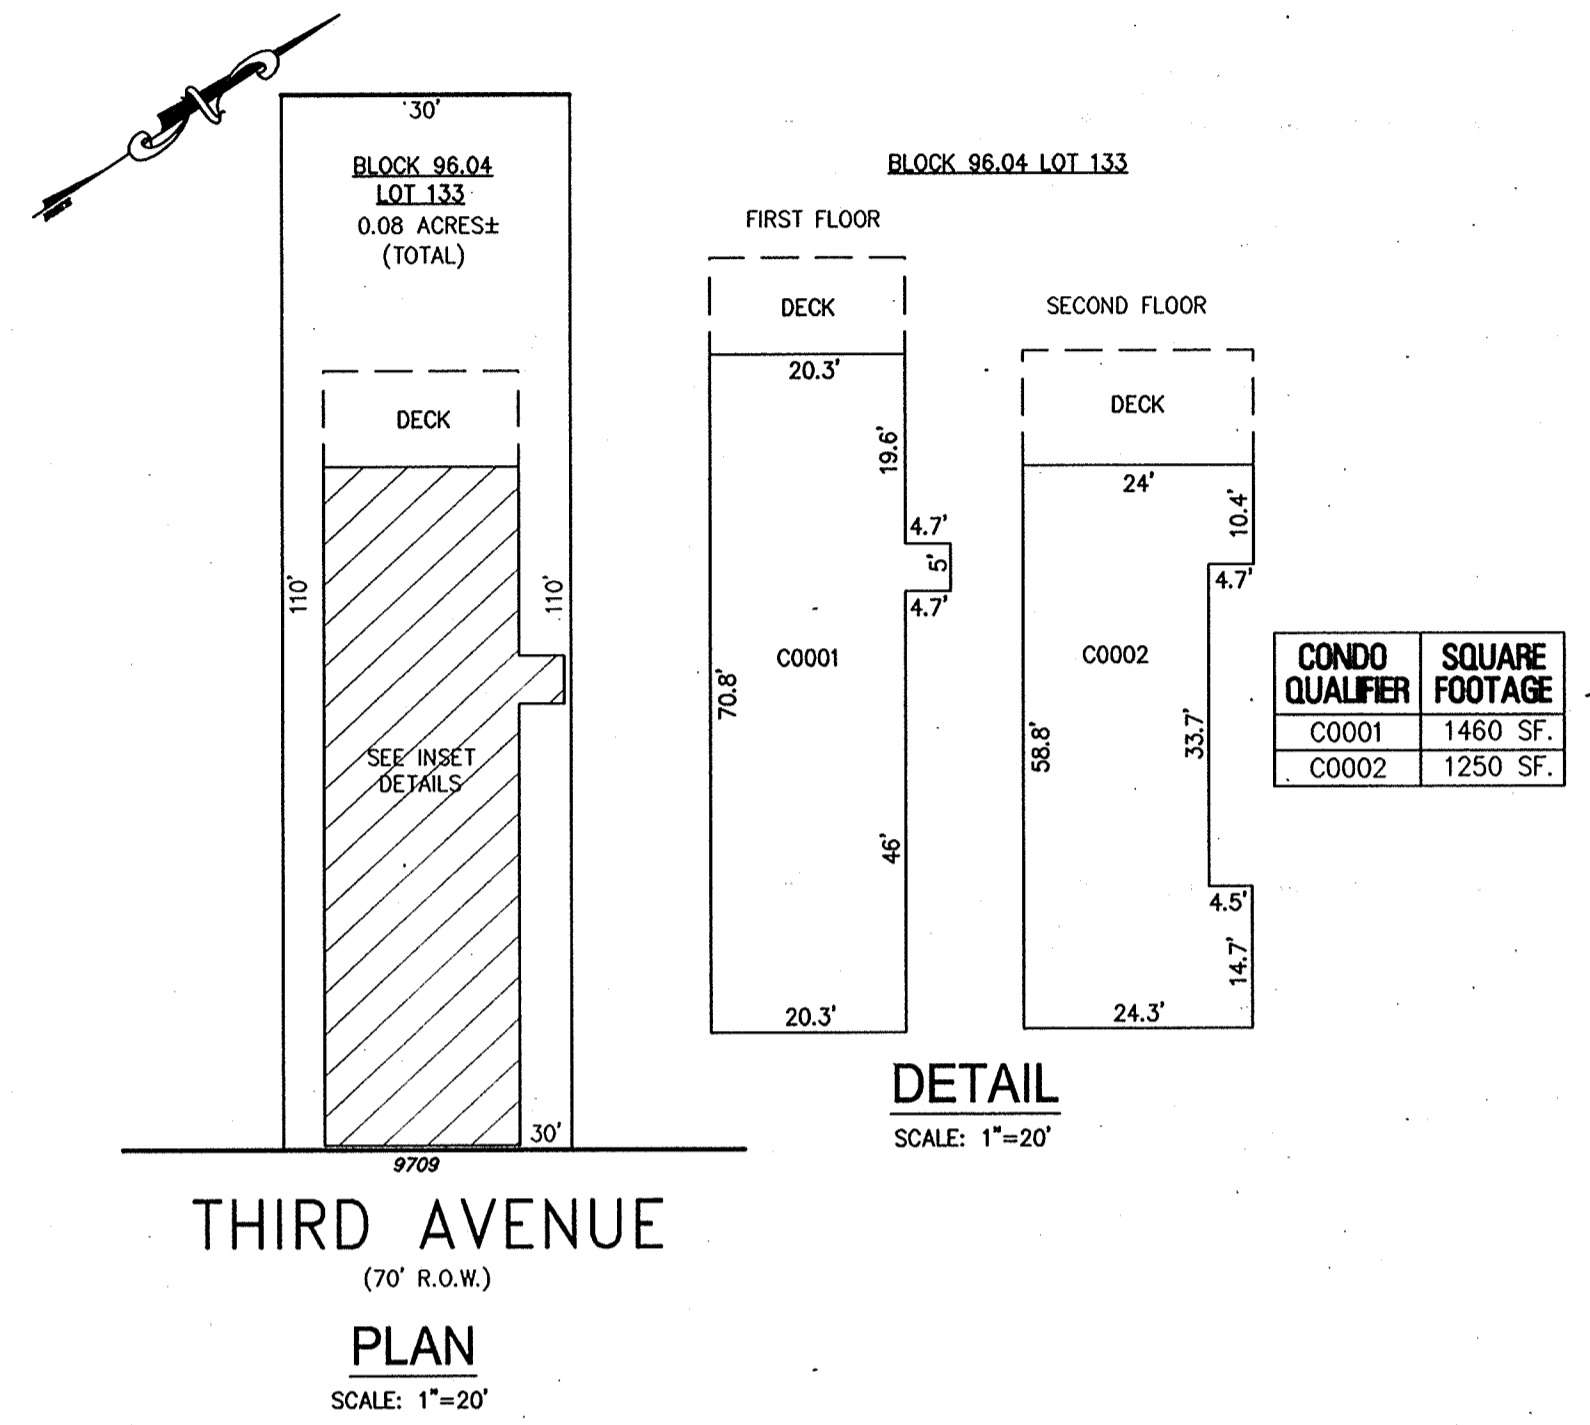 30'
BLOCK 96.04
LOT 133
0.08 ACRES±
(TOTAL)
DECK
110'
110'
SEE INSET
DETAILS
30'
9709
THIRD AVENUE
(70' R.O.W.)
PLAN
SCALE: 1"=20'
BLOCK 96.04 LOT 133
FIRST FLOOR
DECK
20.3'
19.6'
4.7'
5'
4.7'
C0001
70.8'
46'
20.3'
SECOND FLOOR
DECK
24'
10.4'
4.7'
C0002
58.8'
33.7'
4.5'
14.7'
24.3'
DETAIL
SCALE: 1"=20'
CONDO QUALIFIER SQUARE FOOTAGE
C0001 1460 SF.
C0002 1250 SF.